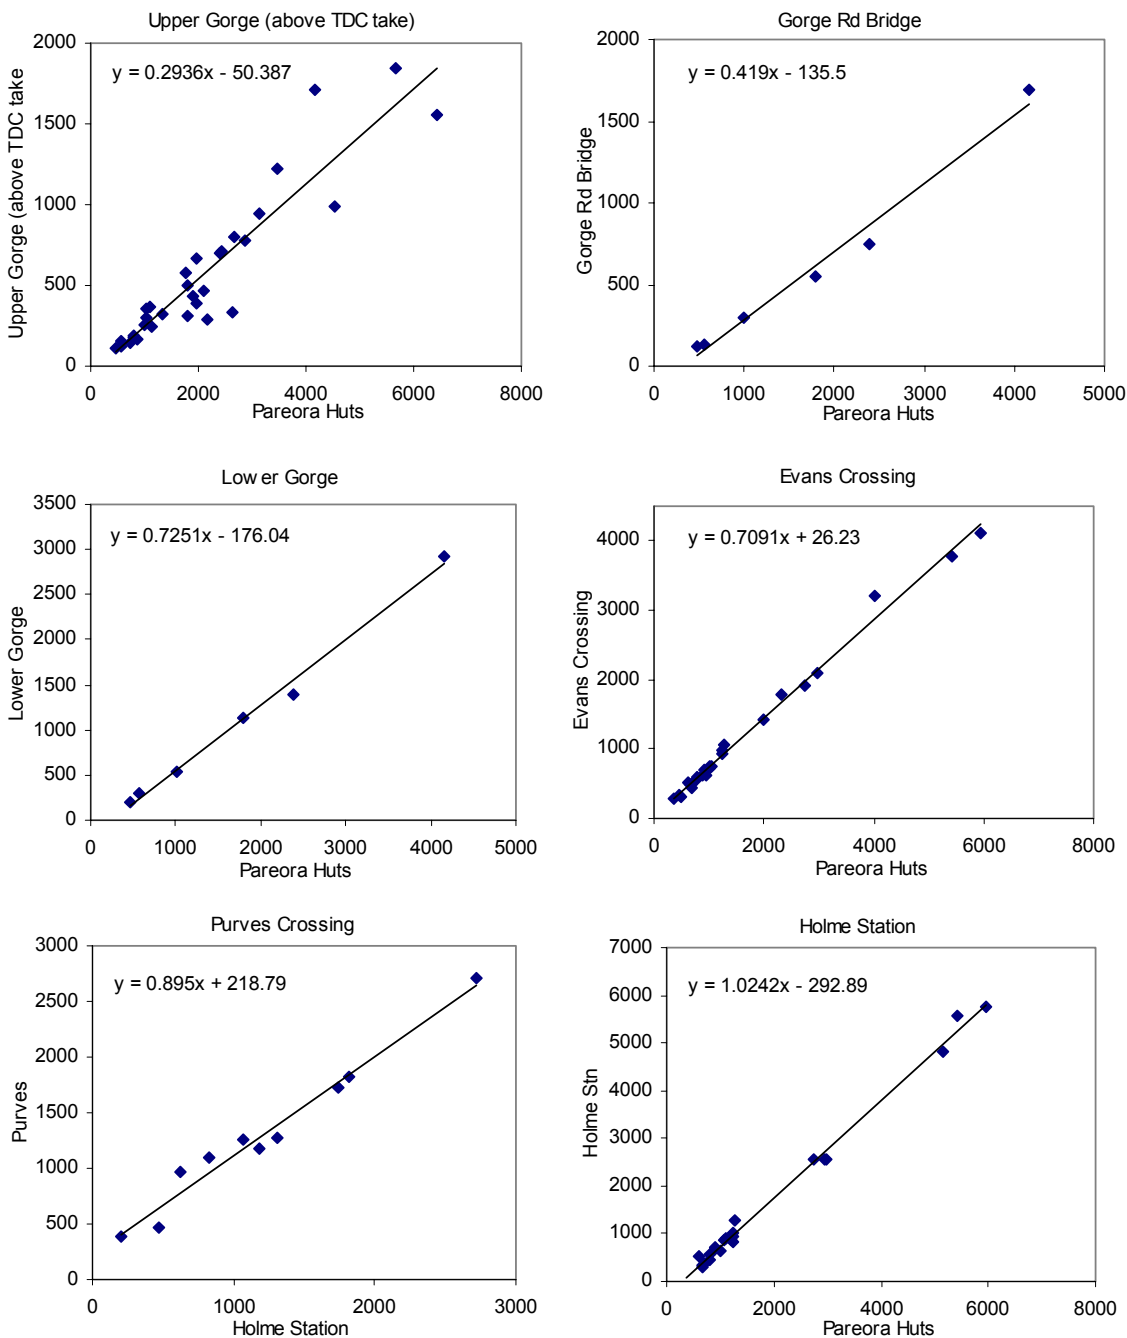 Upper Gorge (above TDC take)
Upper Gorge (above TDC take
2000
1500
1000
500
0
y = 0.2936x - 50.387
0 2000 4000 6000 8000
Pareora Huts
Gorge Rd Bridge
Gorge Rd Bridge
2000
1500
1000
500
0
y = 0.419x - 135.5
0 1000 2000 3000 4000 5000
Pareora Huts
Lower Gorge
Lower Gorge
3500
3000
2500
2000
1500
1000
500
0
y = 0.7251x - 176.04
0 1000 2000 3000 4000 5000
Pareora Huts
Evans Crossing
Evans Crossing
4000
3000
2000
1000
0
y = 0.7091x + 26.23
0 2000 4000 6000 8000
Pareora Huts
Purves Crossing
Purves
3000
2500
2000
1500
1000
500
0
y = 0.895x + 218.79
0 1000 2000 3000
Holme Station
Holme Station
Holme Stn
7000
6000
5000
4000
3000
2000
1000
0
y = 1.0242x - 292.89
0 2000 4000 6000 8000
Pareora Huts